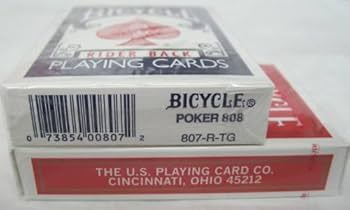 BICYCLE
RIDER BACK
PLAYING CARDS
BICYCLE®
POKER 808
807-R-TG
0 73854 00807 2
THE U.S. PLAYING CARD CO.
CINCINNATI, OHIO 45212